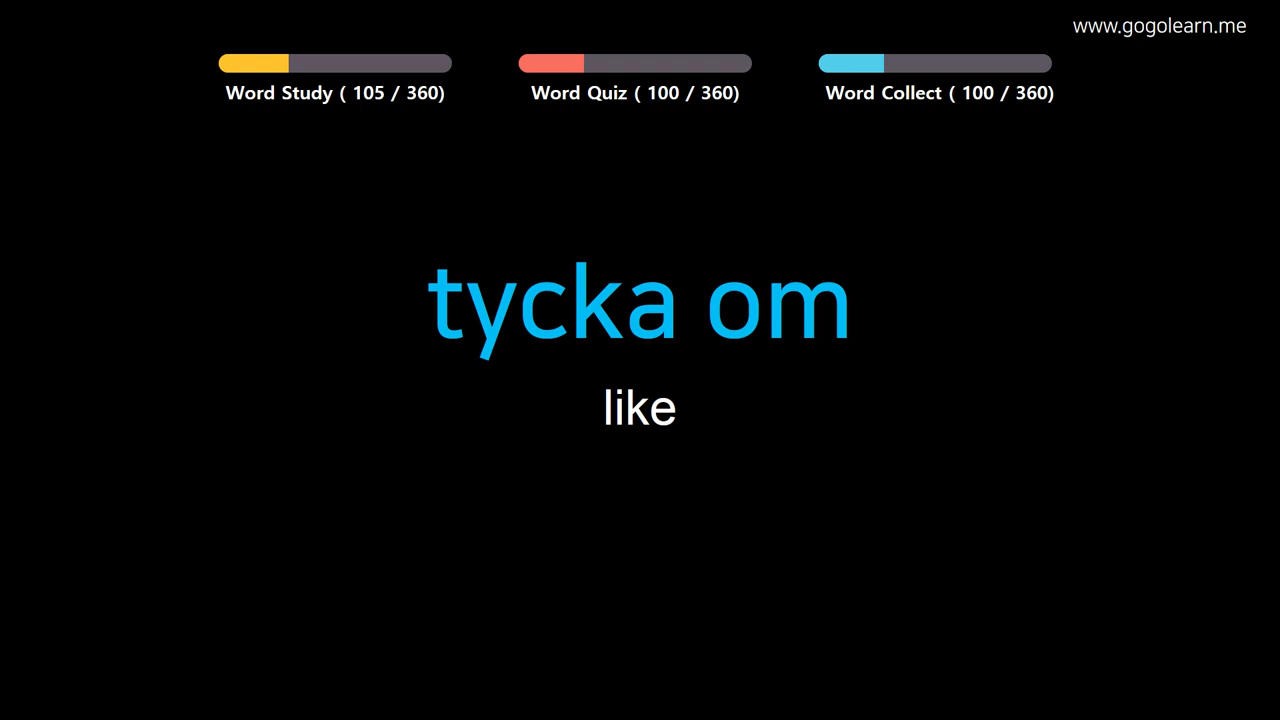 www.gogolearn.me
Word Study ( 105 / 360)
Word Quiz ( 100 / 360)
Word Collect ( 100 / 360)
tycka om
like